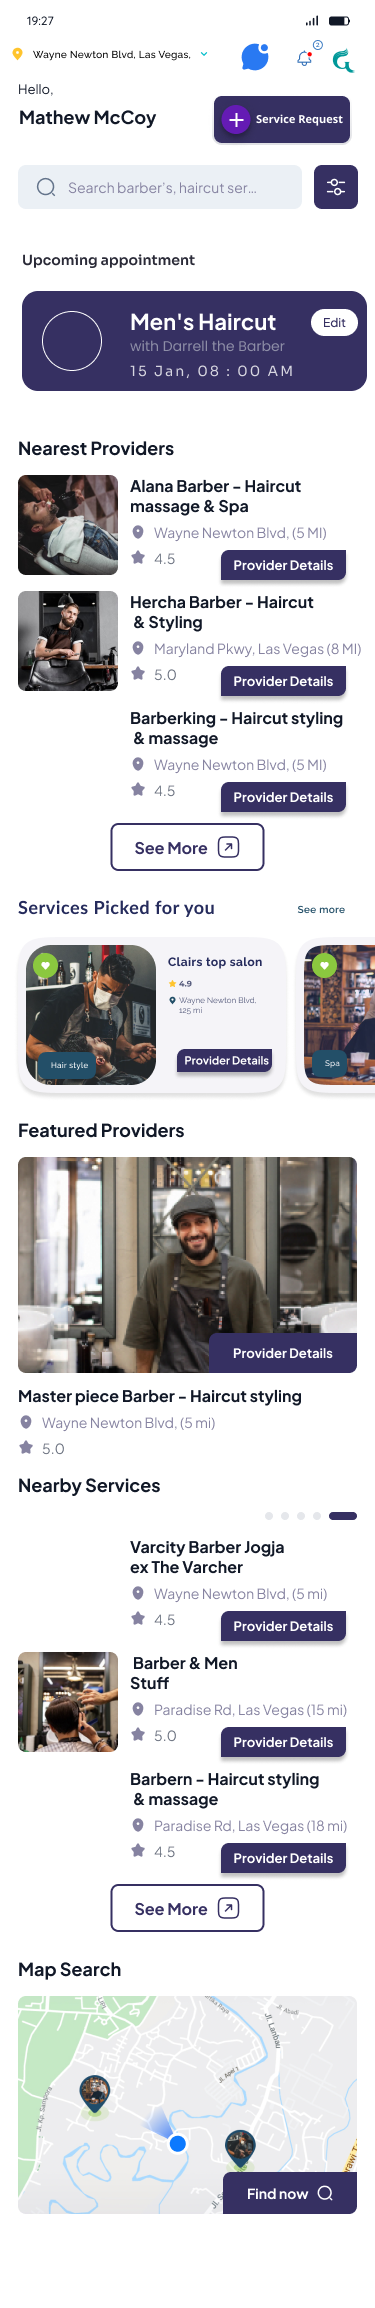 19:27
Wayne Newton Blvd, Las Vegas,
2
Hello,
Mathew McCoy
Service Request
Search barber's, haircut ser...
Upcoming appointment
Men's Haircut
Edit
with Darrell the Barber
15 Jan, 08 : 00 AM
Nearest Providers
Alana Barber - Haircut
massage & Spa
Wayne Newton Blvd, (5 MI)
4.5
Provider Details
Hercha Barber - Haircut
& Styling
Maryland Pkwy, Las Vegas (8 MI)
5.0
Provider Details
Barberking - Haircut styling
& massage
Wayne Newton Blvd, (5 MI)
4.5
Provider Details
See More
Services Picked for you
See more
Clairs top salon
4.9
Wayne Newton Blvd,
125 mi
Hair style
Provider Details
Spa
Featured Providers
Provider Details
Master piece Barber - Haircut styling
Wayne Newton Blvd, (5 mi)
5.0
Nearby Services
Varcity Barber Jogja
ex The Varcher
Wayne Newton Blvd, (5 mi)
4.5
Provider Details
Barber & Men
Stuff
Paradise Rd, Las Vegas (15 mi)
5.0
Provider Details
Barbern - Haircut styling
& massage
Paradise Rd, Las Vegas (18 mi)
4.5
Provider Details
See More
Map Search
Jl. Abadi
Jl. Lanbau
Find now